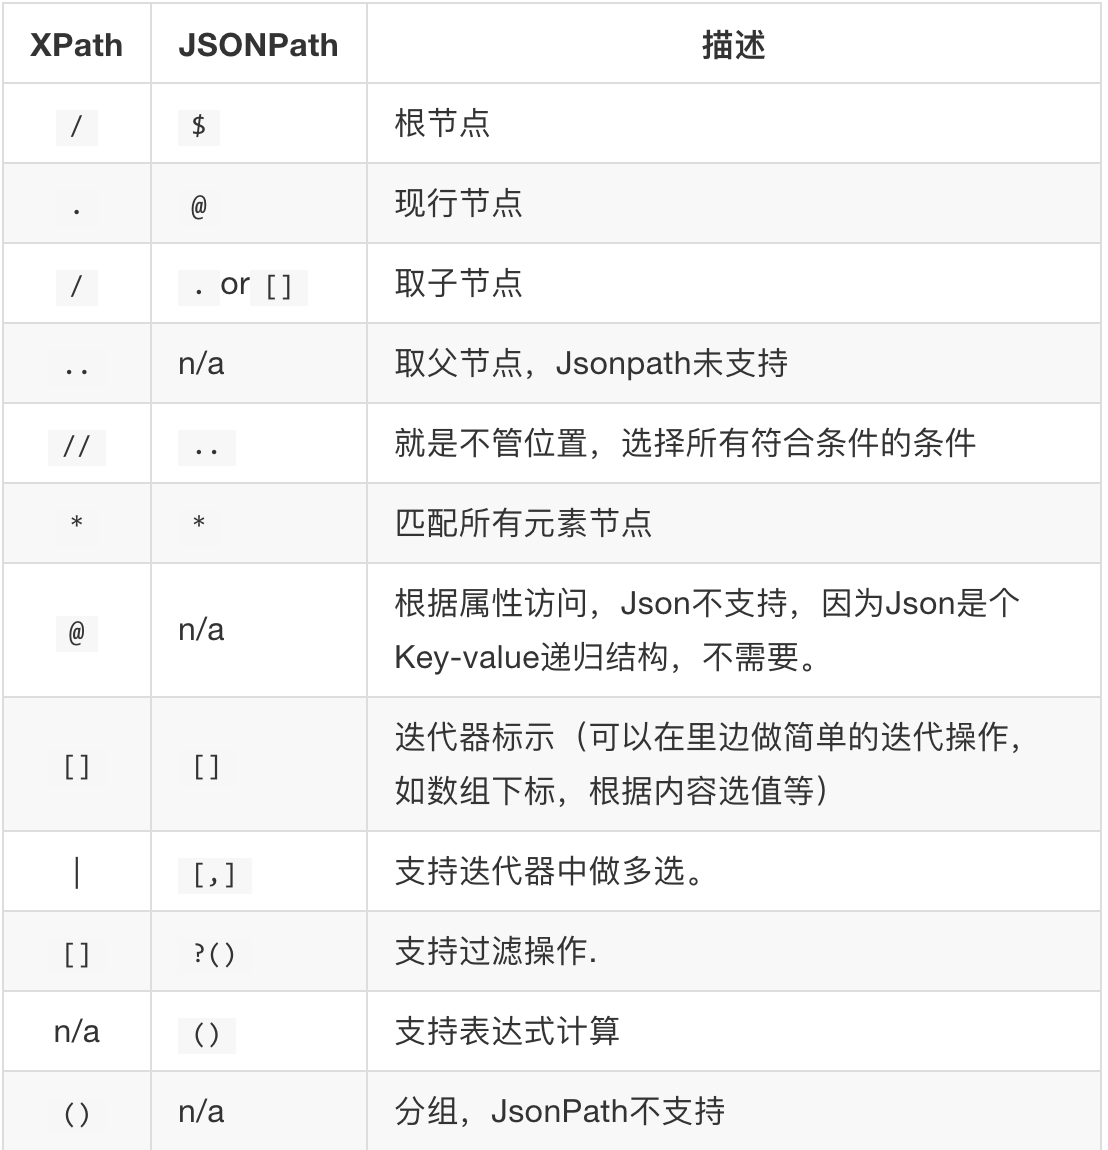 XPath JSONPath 描述
/ $ 根节点
. @ 现行节点
/ . or [] 取子节点
.. n/a 取父节点，Jsonpath未支持
// .. 就是不管位置，选择所有符合条件的条件
* * 匹配所有元素节点
@ n/a 根据属性访问，Json不支持，因为Json是个
Key-value递归结构，不需要。
[] [] 迭代器标示（可以在里边做简单的迭代操作，
如数组下标，根据内容选值等）
| [,] 支持迭代器中做多选。
[] ?() 支持过滤操作.
n/a () 支持表达式计算
() n/a 分组，JsonPath不支持